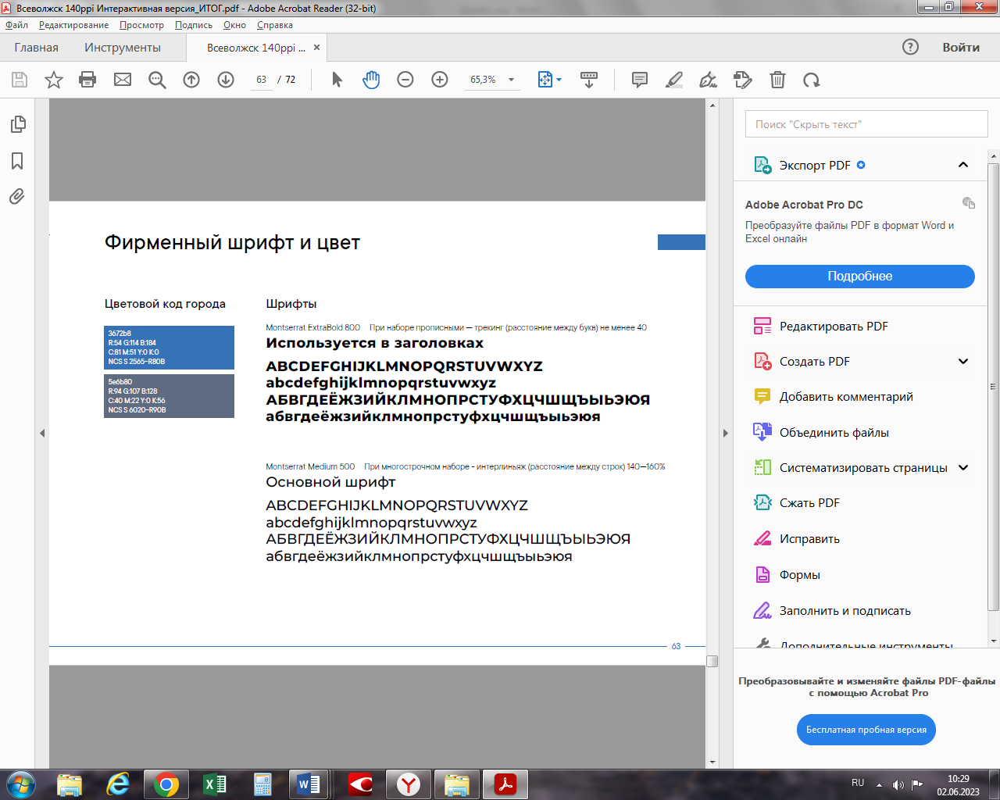 Всеволжск 140ppi Интерактивная версия_ИТОГ.pdf - Adobe Acrobat Reader (32-bit)
Файл Редактирование Просмотр Подпись Окно Справка
Главная Инструменты Всеволжск 140ppi ... × Войти
63 / 72 65,3%
Поиск "Скрыть текст"
Экспорт PDF
Adobe Acrobat Pro DC
Преобразуйте файлы PDF в формат Word и
Excel онлайн
Подробнее
Редактировать PDF
Создать PDF
Добавить комментарий
Объединить файлы
Систематизировать страницы
Сжать PDF
Исправить
Формы
Заполнить и подписать
Дополнительные инструменты
Преобразовывайте и изменяйте файлы PDF-файлы
с помощью Acrobat Pro
Бесплатная пробная версия
Фирменный шрифт и цвет
Цветовой код города
3672b8
R:54 G:114 B:184
C:81 M:51 Y:0 K:0
NCS S 2565-R80B
5e6b80
R:94 G:107 B:128
C:40 M:22 Y:0 K:56
NCS S 6020-R90B
Шрифты
Montserrat ExtraBold 800 При наборе прописными — трекинг (расстояние между букв) не менее 40
Используется в заголовках
ABCDEFGHIJKLMNOPQRSTUVWXYZ
abcdefghijklmnopqrstuvwxyz
АБВГДЕЁЖЗИЙКЛМНОПРСТУФХЦЧШЩЪЫЬЭЮЯ
абвгдеёжзийклмнопрстуфхцчшщъыьэюя
Montserrat Medium 500 При многострочном наборе - интерлиньяж (расстояние между строк) 140—160%
Основной шрифт
ABCDEFGHIJKLMNOPQRSTUVWXYZ
abcdefghijklmnopqrstuvwxyz
АБВГДЕЁЖЗИЙКЛМНОПРСТУФХЦЧШЩЪЫЬЭЮЯ
абвгдеёжзийклмнопрстуфхцчшщъыьэюя
63
RU
10:29
02.06.2023